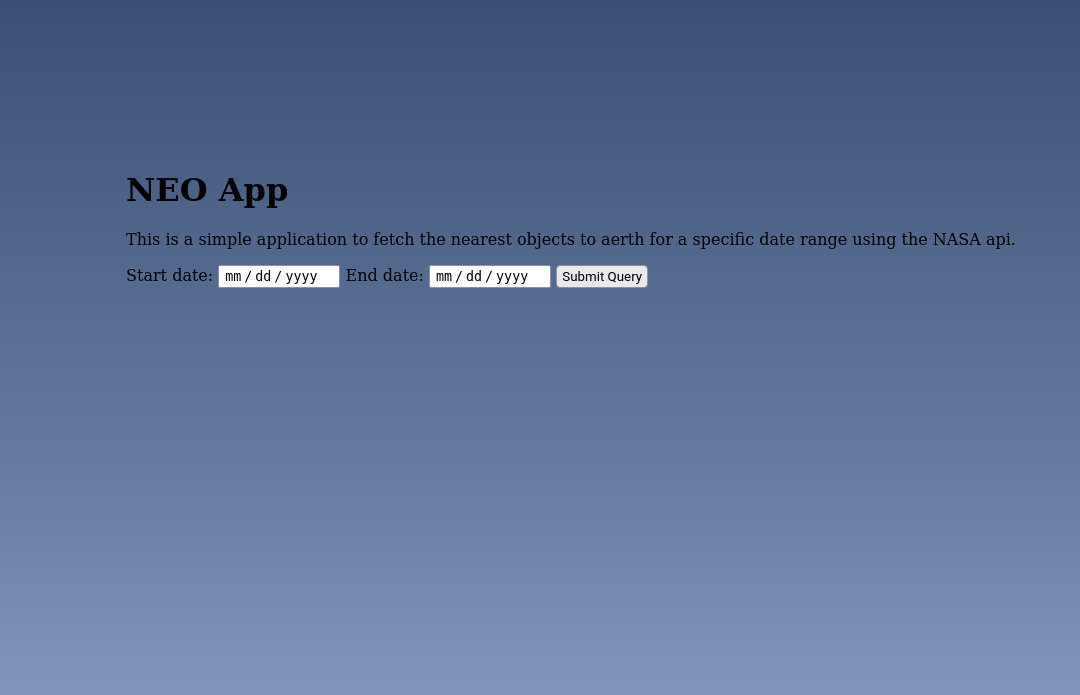 NEO App
This is a simple application to fetch the nearest objects to aerth for a specific date range using the NASA api.
Start date: mm/dd/yyyy End date: mm/dd/yyyy Submit Query